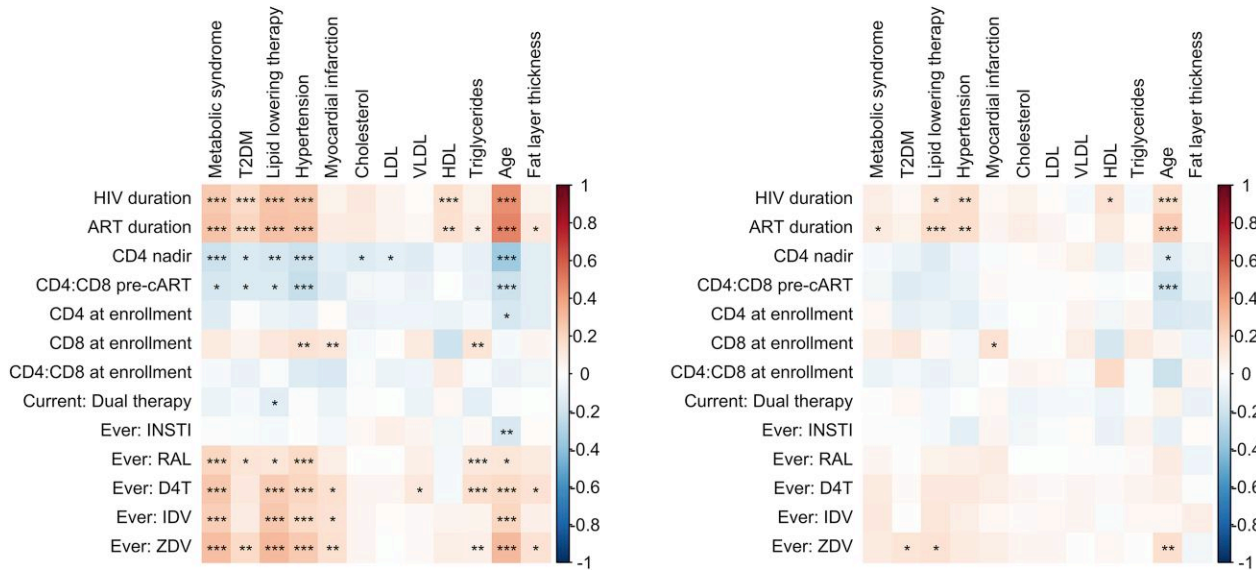 Metabolic syndrome
T2DM
Lipid lowering therapy
Hypertension
Myocardial infarction
Cholesterol
LDL
VLDL
HDL
Triglycerides
Age
Fat layer thickness
HIV duration *** *** *** *** *** ***
ART duration *** *** *** *** ** * *** *
CD4 nadir *** * ** *** * * ***
CD4:CD8 pre-cART * * * *** ***
CD4 at enrollment *
CD8 at enrollment ** ** **
CD4:CD8 at enrollment
Current: Dual therapy *
Ever: INSTI **
Ever: RAL *** * * *** *** *
Ever: D4T *** *** *** * * *** *** *
Ever: IDV *** *** *** * ***
Ever: ZDV *** ** *** *** ** ** *** *
1
0.8
0.6
0.4
0.2
0
-0.2
-0.4
-0.6
-0.8
-1
Metabolic syndrome
T2DM
Lipid lowering therapy
Hypertension
Myocardial infarction
Cholesterol
LDL
VLDL
HDL
Triglycerides
Age
Fat layer thickness
HIV duration * ** * ***
ART duration * *** ** ***
CD4 nadir *
CD4:CD8 pre-cART ***
CD4 at enrollment
CD8 at enrollment *
CD4:CD8 at enrollment
Current: Dual therapy
Ever: INSTI
Ever: RAL
Ever: D4T
Ever: IDV
Ever: ZDV * * **
1
0.8
0.6
0.4
0.2
0
-0.2
-0.4
-0.6
-0.8
-1